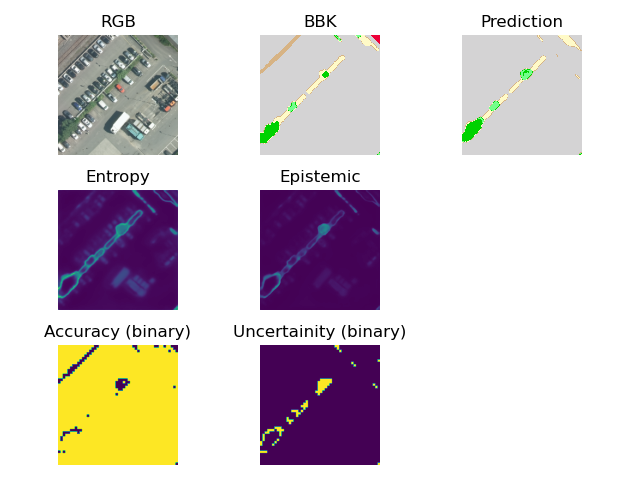 RGB
BBK
Prediction
Entropy
Epistemic
Accuracy (binary)
Uncertainity (binary)